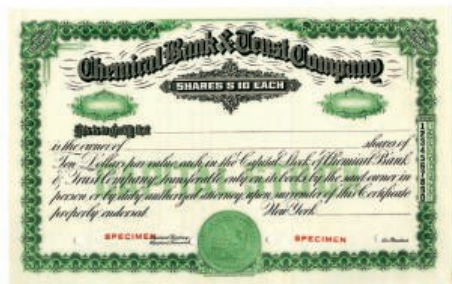 Chemical Bank & Trust Company
SHARES $ 10 EACH
is the owner of shares of
Ten Dollars par value each in the Capital Stock of Chemical Bank
& Trust Company, transferable only on its books by the said owner in
person or by duly authorized attorney upon surrender of this Certificate
properly endorsed. New York
SPECIMEN SPECIMEN